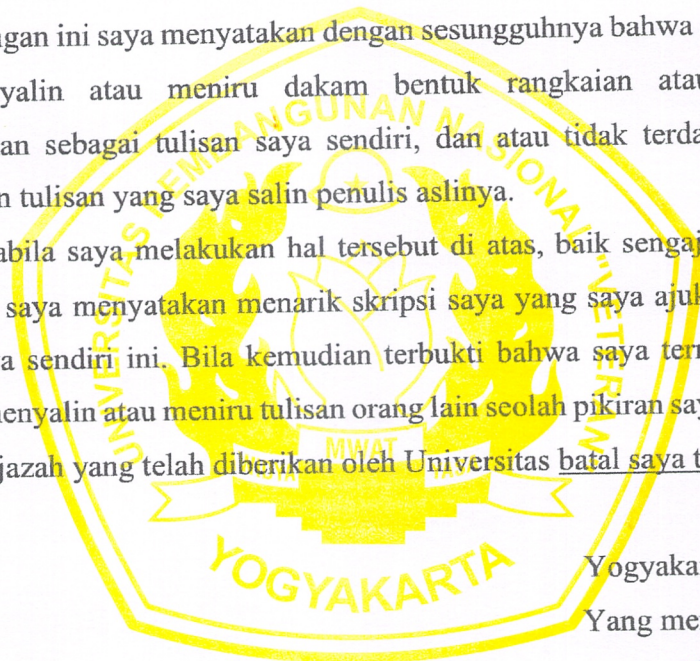 ngan ini saya menyatakan dengan sesungguhnya bahwa
yalin atau meniru dakam bentuk rangkaian atau
an sebagai tulisan saya sendiri, dan atau tidak terda
n tulisan yang saya salin penulis aslinya.
abila saya melakukan hal tersebut di atas, baik sengaj
saya menyatakan menarik skripsi saya yang saya ajuk
a sendiri ini. Bila kemudian terbukti bahwa saya tern
enyalin atau meniru tulisan orang lain seolah pikiran say
jazah yang telah diberikan oleh Universitas batal saya t
Yogyaka
Yang me
UNIVERSITAS PEMBANGUNAN NASIONAL "VETERAN"
MWAT
YOGYAKARTA